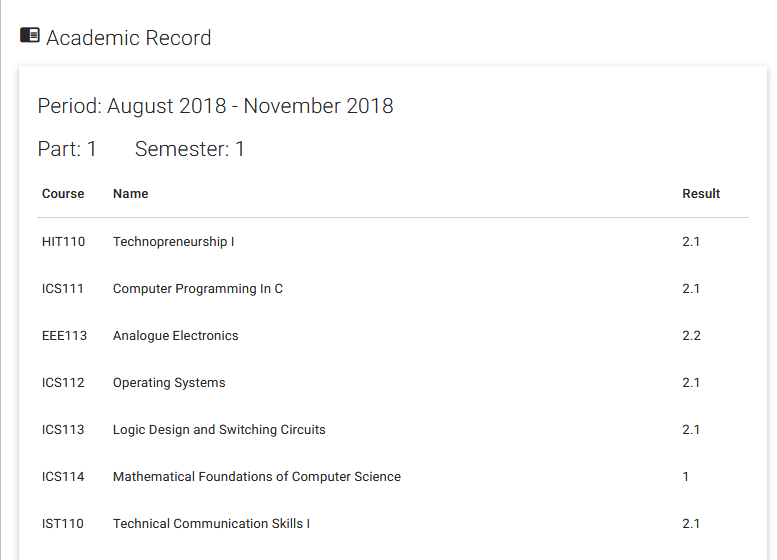 Academic Record
Period: August 2018 - November 2018
Part: 1 Semester: 1
Course Name Result
HIT110 Technopreneurship I 2.1
ICS111 Computer Programming In C 2.1
EEE113 Analogue Electronics 2.2
ICS112 Operating Systems 2.1
ICS113 Logic Design and Switching Circuits 2.1
ICS114 Mathematical Foundations of Computer Science 1
IST110 Technical Communication Skills I 2.1